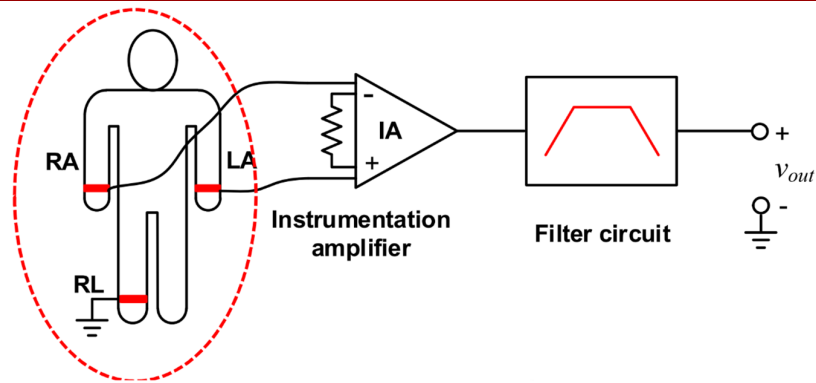 RA
LA
RL
-
+
IA
Instrumentation
amplifier
Filter circuit
+
v_out
-